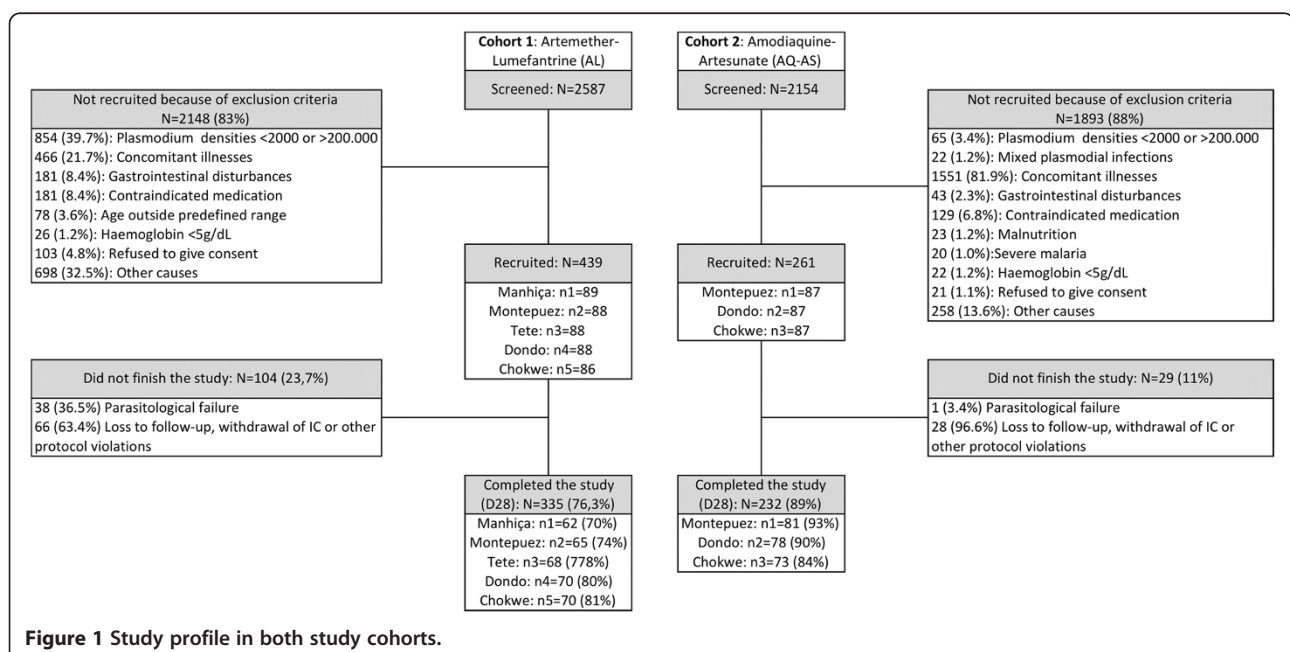 Cohort 1: Artemether-
Lumefantrine (AL)
Screened: N=2587
Cohort 2: Amodiaquine-
Artesunate (AQ-AS)
Screened: N=2154
Not recruited because of exclusion criteria
N=2148 (83%)
854 (39.7%): Plasmodium densities <2000 or >200.000
466 (21.7%): Concomitant illnesses
181 (8.4%): Gastrointestinal disturbances
181 (8.4%): Contraindicated medication
78 (3.6%): Age outside predefined range
26 (1.2%): Haemoglobin <5g/dL
103 (4.8%): Refused to give consent
698 (32.5%): Other causes
Not recruited because of exclusion criteria
N=1893 (88%)
65 (3.4%): Plasmodium densities <2000 or >200.000
22 (1.2%): Mixed plasmodial infections
1551 (81.9%): Concomitant illnesses
43 (2.3%): Gastrointestinal disturbances
129 (6.8%): Contraindicated medication
23 (1.2%): Malnutrition
20 (1.0%):Severe malaria
22 (1.2%): Haemoglobin <5g/dL
21 (1.1%): Refused to give consent
258 (13.6%): Other causes
Recruited: N=439
Manhiça: n1=89
Montepuez: n2=88
Tete: n3=88
Dondo: n4=88
Chokwe: n5=86
Recruited: N=261
Montepuez: n1=87
Dondo: n2=87
Chokwe: n3=87
Did not finish the study: N=104 (23,7%)
38 (36.5%) Parasitological failure
66 (63.4%) Loss to follow-up, withdrawal of IC or other
protocol violations
Did not finish the study: N=29 (11%)
1 (3.4%) Parasitological failure
28 (96.6%) Loss to follow-up, withdrawal of IC or
other protocol violations
Completed the study
(D28): N=335 (76,3%)
Manhiça: n1=62 (70%)
Montepuez: n2=65 (74%)
Tete: n3=68 (778%)
Dondo: n4=70 (80%)
Chokwe: n5=70 (81%)
Completed the study
(D28): N=232 (89%)
Montepuez: n1=81 (93%)
Dondo: n2=78 (90%)
Chokwe: n3=73 (84%)
Figure 1 Study profile in both study cohorts.